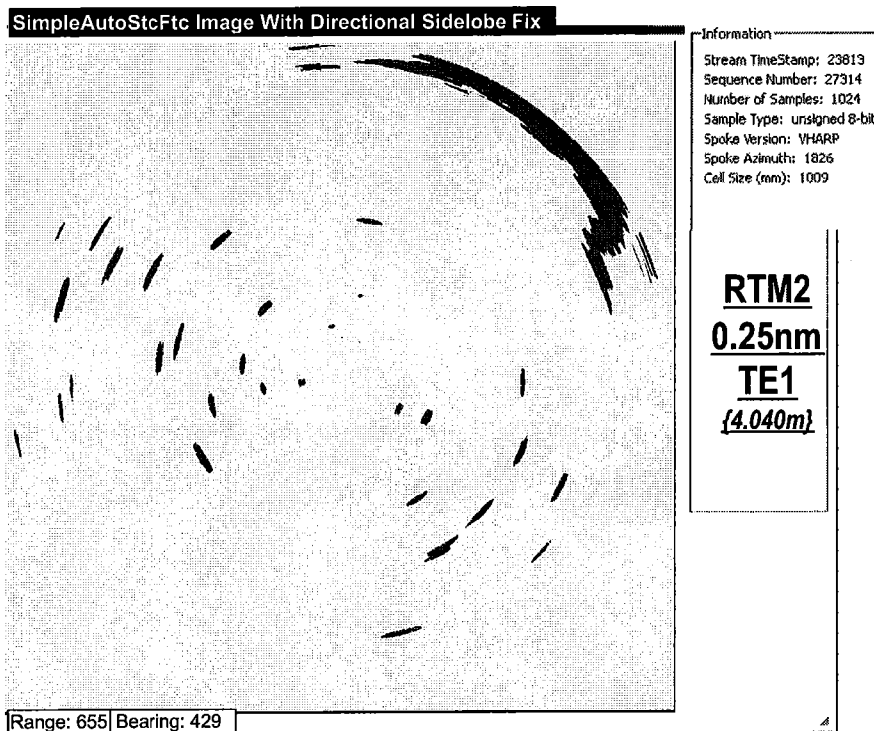 SimpleAutoStcFtc Image With Directional Sidelobe Fix
Information
Stream TimeStamp: 23813
Sequence Number: 27314
Number of Samples: 1024
Sample Type: unsigned 8-bit
Spoke Version: VHARP
Spoke Azimuth: 1826
Cell Size (mm): 1009
RTM2
0.25nm
TE1
{4.040m}
Range: 655 Bearing: 429